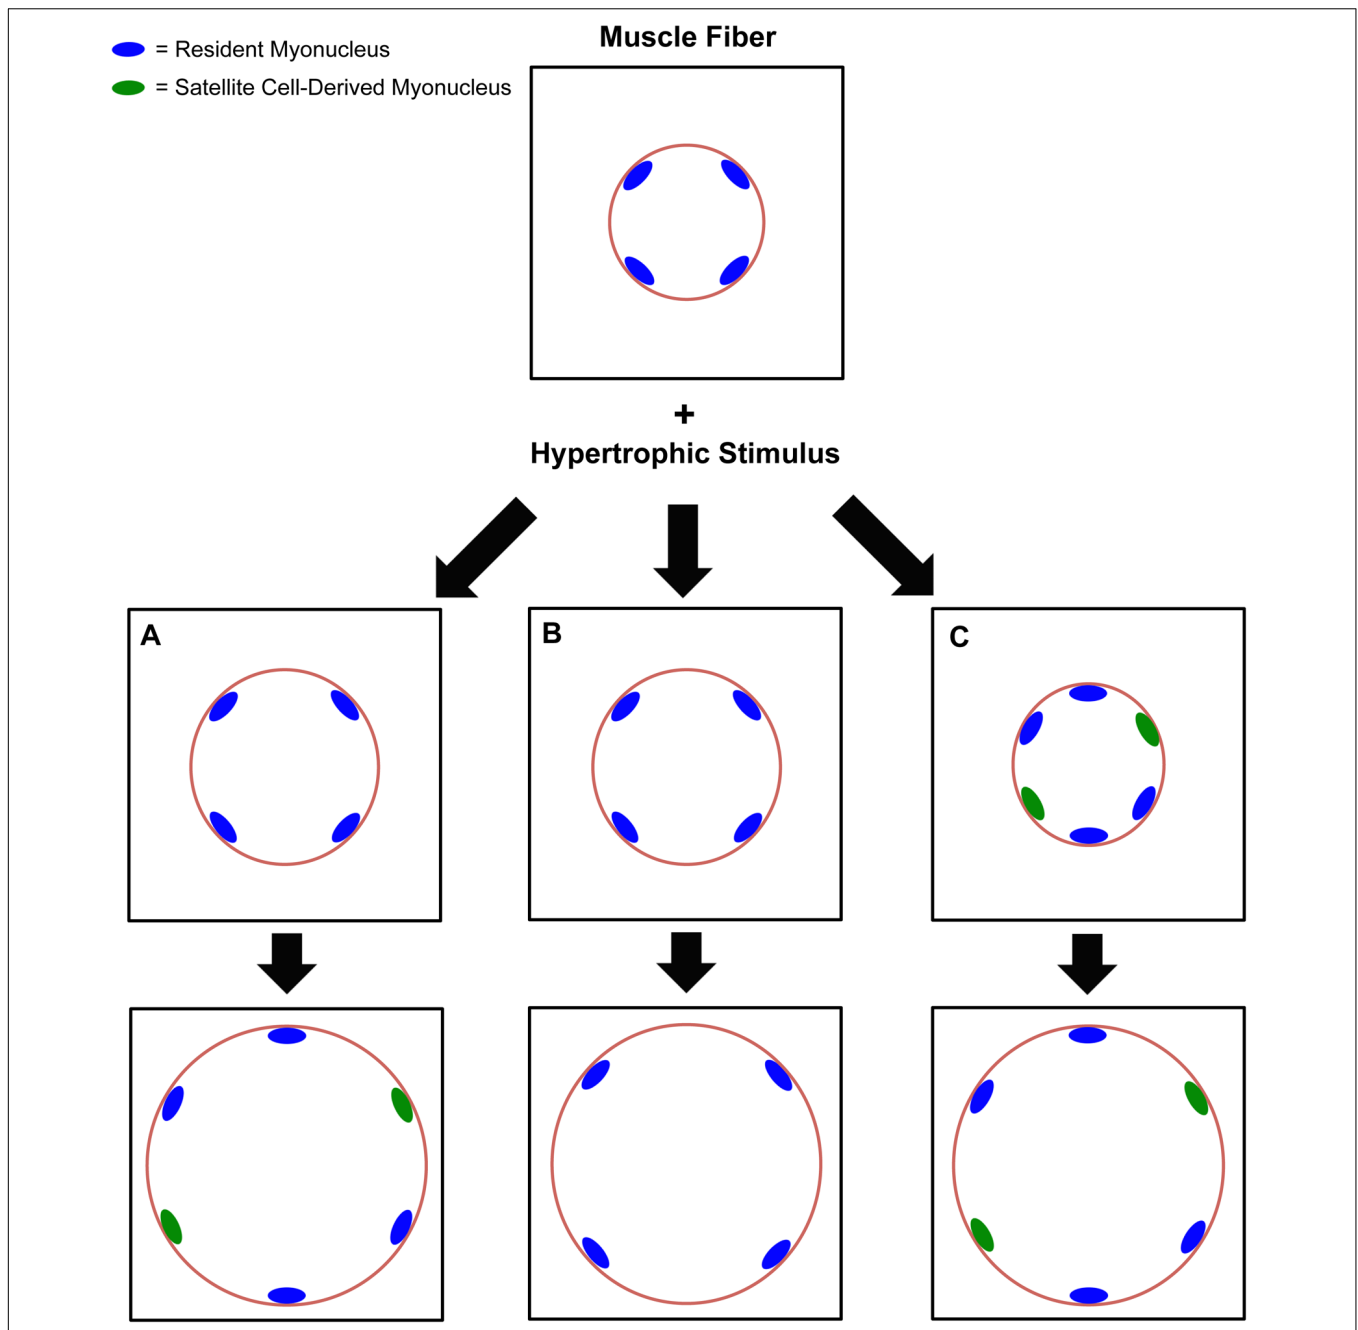 Muscle Fiber
= Resident Myonucleus
= Satellite Cell-Derived Myonucleus
+
Hypertrophic Stimulus
A
B
C